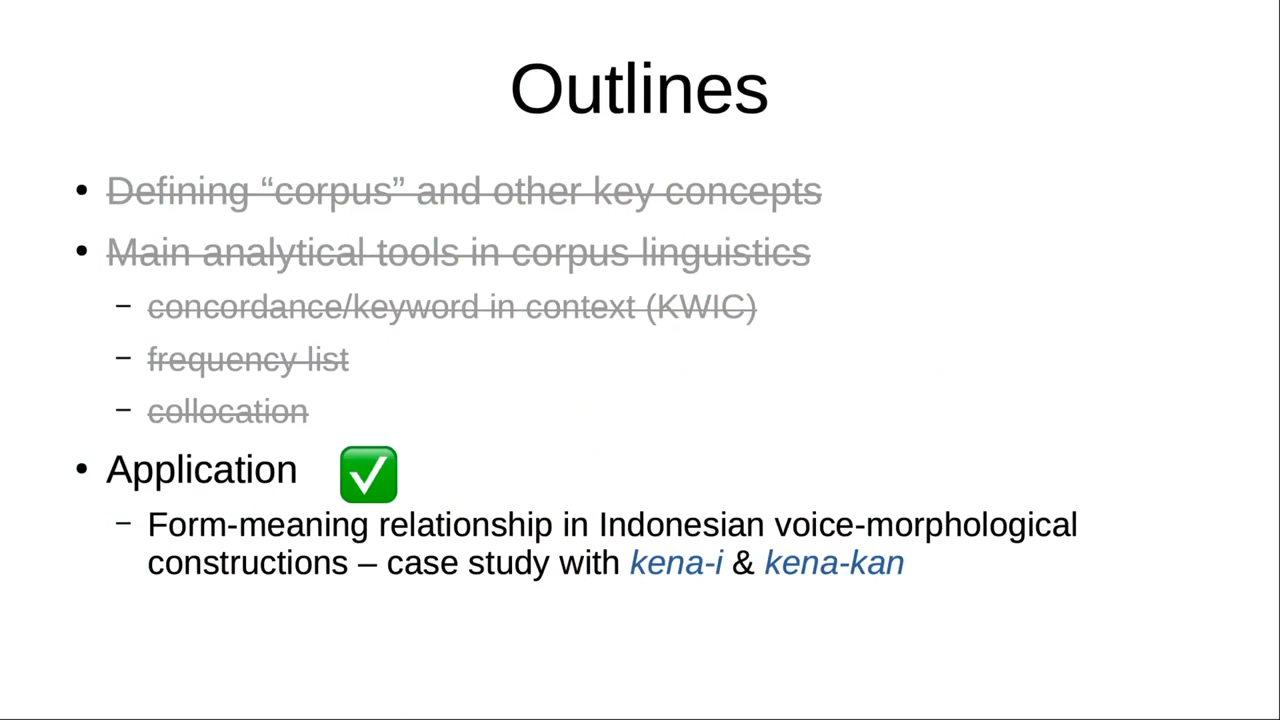 Outlines
• Defining “corpus” and other key concepts
• Main analytical tools in corpus linguistics
– concordance/keyword in context (KWIC)
– frequency list
– collocation
• Application ✅
– Form-meaning relationship in Indonesian voice-morphological
constructions – case study with kena-i & kena-kan